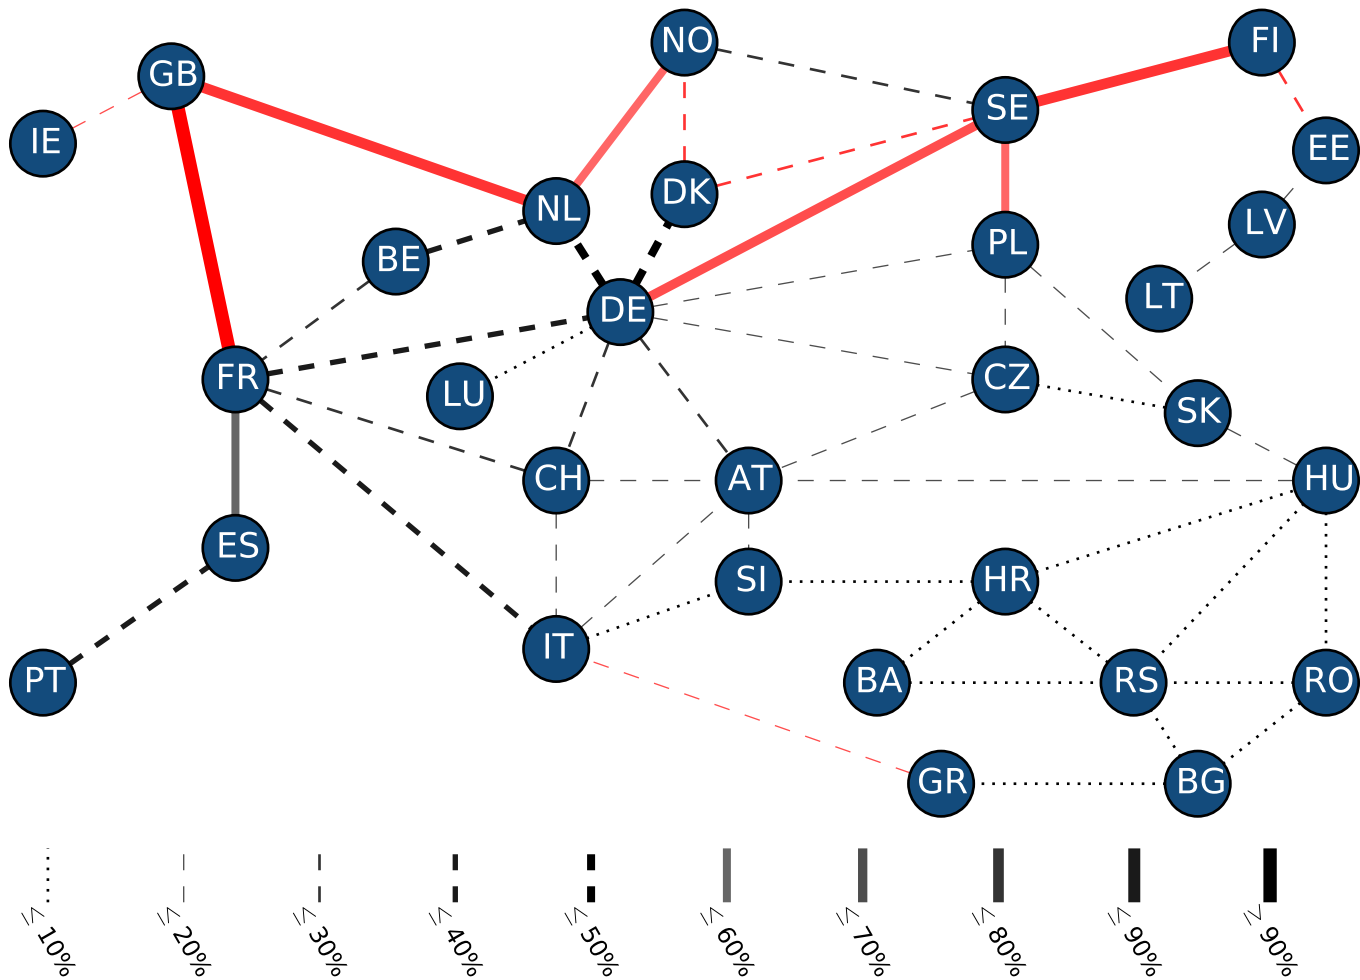 NO
FI
GB
SE
IE
EE
DK
NL
LV
PL
BE
LT
DE
FR
CZ
LU
SK
CH
AT
HU
ES
SI
HR
IT
PT
BA
RS
RO
GR
BG
≤ 10%
≤ 20%
≤ 30%
≤ 40%
≤ 50%
≤ 60%
≤ 70%
≤ 80%
≤ 90%
≥ 90%